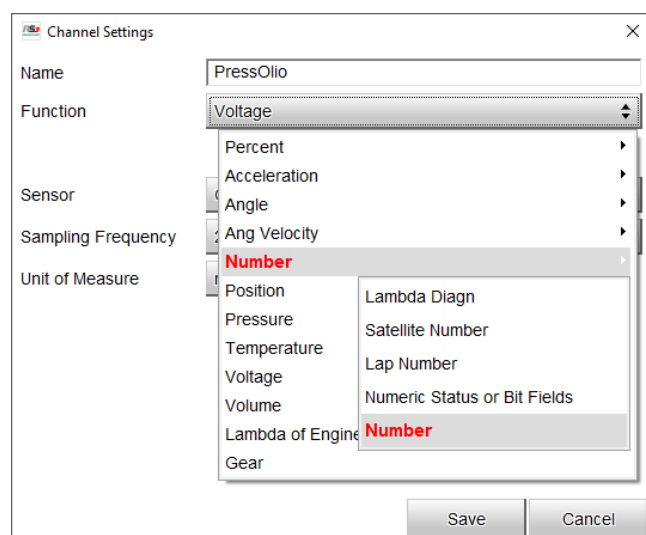 Channel Settings
Name
PressOlio
Function
Voltage
Percent
Acceleration
Angle
Sensor
Ang Velocity
Sampling Frequency
Number
Unit of Measure
Position
Pressure
Temperature
Voltage
Volume
Lambda of Engine
Gear
Lambda Diagn
Satellite Number
Lap Number
Numeric Status or Bit Fields
Number
Save
Cancel